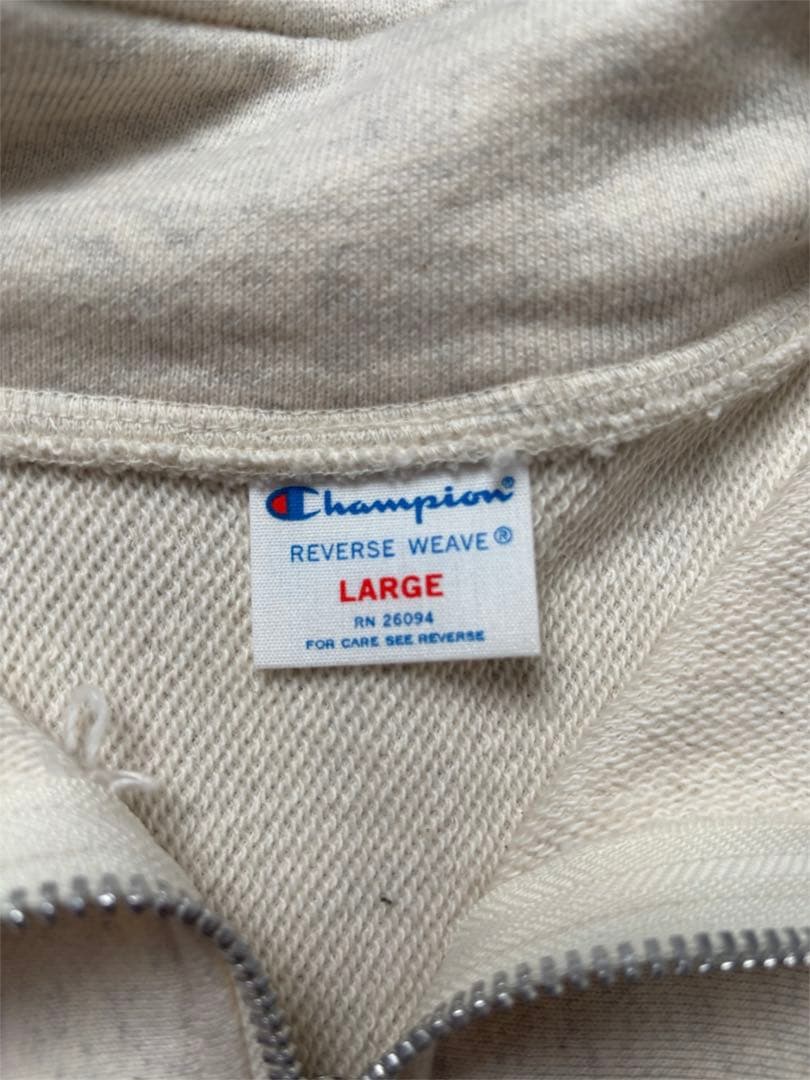 Champion®
REVERSE WEAVE®
LARGE
RN 26094
FOR CARE SEE REVERSE